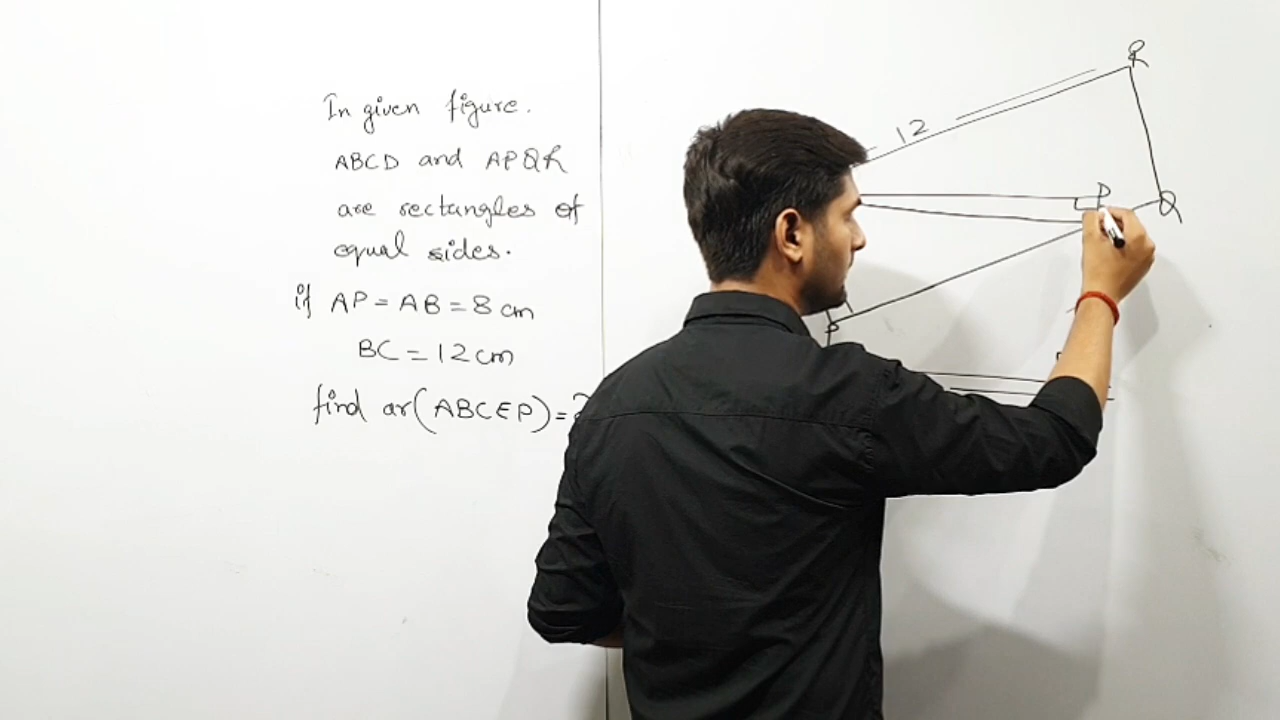 In given figure.
ABCD and APQR
are rectangles of
equal sides.
if AP = AB = 8 cm
BC = 12 cm
find ar(ABCEP) = ?
R
12
D
Q
P